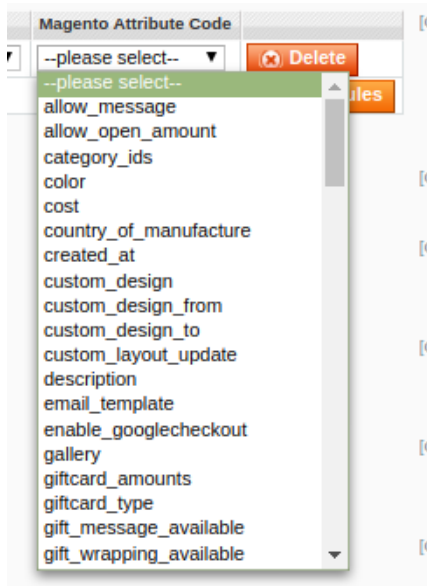 Magento Attribute Code
--please select-- Delete
--please select--
allow_message
allow_open_amount
category_ids
color
cost
country_of_manufacture
created_at
custom_design
custom_design_from
custom_design_to
custom_layout_update
description
email_template
enable_googlecheckout
gallery
giftcard_amounts
giftcard_type
gift_message_available
gift_wrapping_available